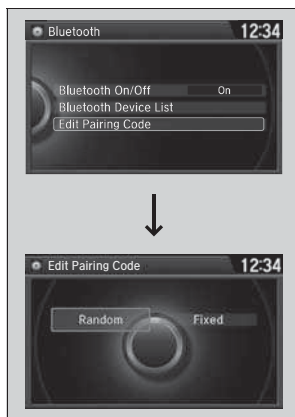 Bluetooth 12:34
Bluetooth On/Off On
Bluetooth Device List
Edit Pairing Code
Edit Pairing Code 12:34
Random Fixed